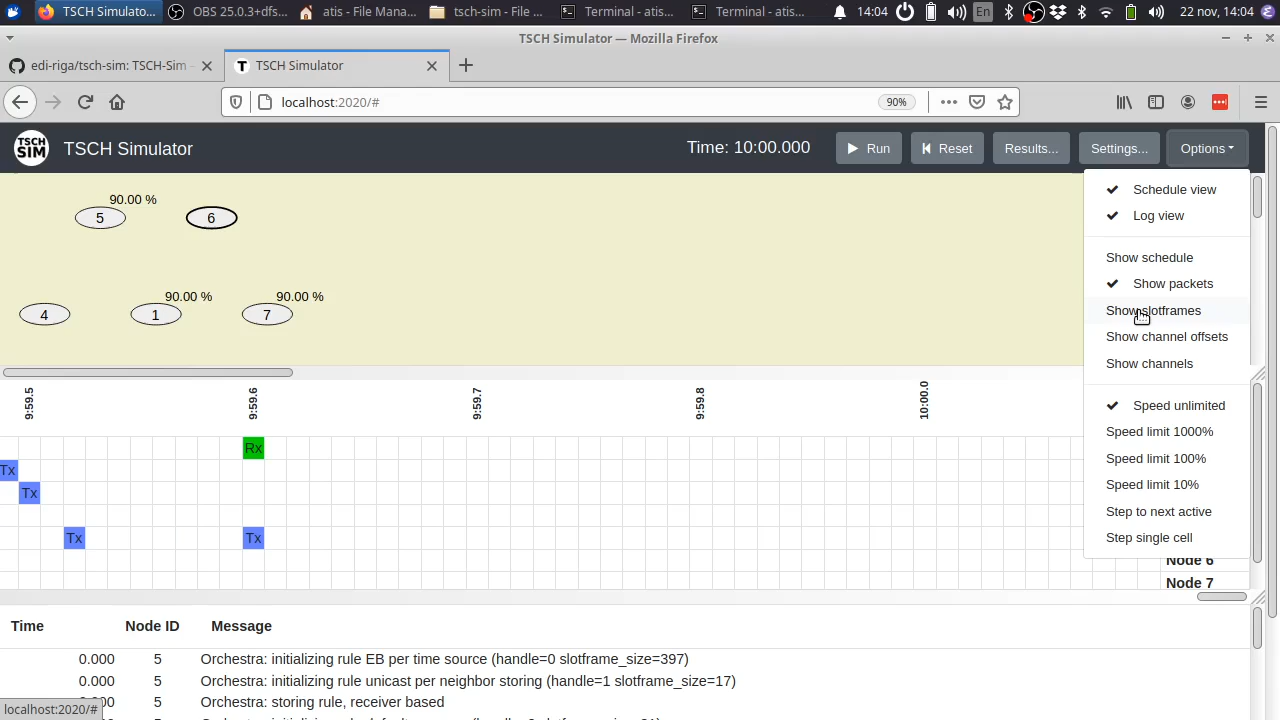 TSCH Simulato...
OBS 25.0.3+dfs...
atis - File Mana...
tsch-sim - File ...
Terminal - atis...
Terminal - atis...
14:04
En
22 nov, 14:04
TSCH Simulator — Mozilla Firefox
edi-riga/tsch-sim: TSCH-Sim
TSCH Simulator
localhost:2020/#
90%
TSCH SIM
TSCH Simulator
Time: 10:00.000
Run
Reset
Results...
Settings...
Options
Schedule view
Log view
Show schedule
Show packets
Show slotframes
Show channel offsets
Show channels
Speed unlimited
Speed limit 1000%
Speed limit 100%
Speed limit 10%
Step to next active
Step single cell
90.00 %
5
6
90.00 %
90.00 %
4
1
7
9:59.5
9:59.6
9:59.7
9:59.8
10:00.0
Rx
Tx
Tx
Tx
Tx
Node 6
Node 7
Time Node ID Message
0.000 5 Orchestra: initializing rule EB per time source (handle=0 slotframe_size=397)
0.000 5 Orchestra: initializing rule unicast per neighbor storing (handle=1 slotframe_size=17)
5 Orchestra: storing rule, receiver based
localhost:2020/#